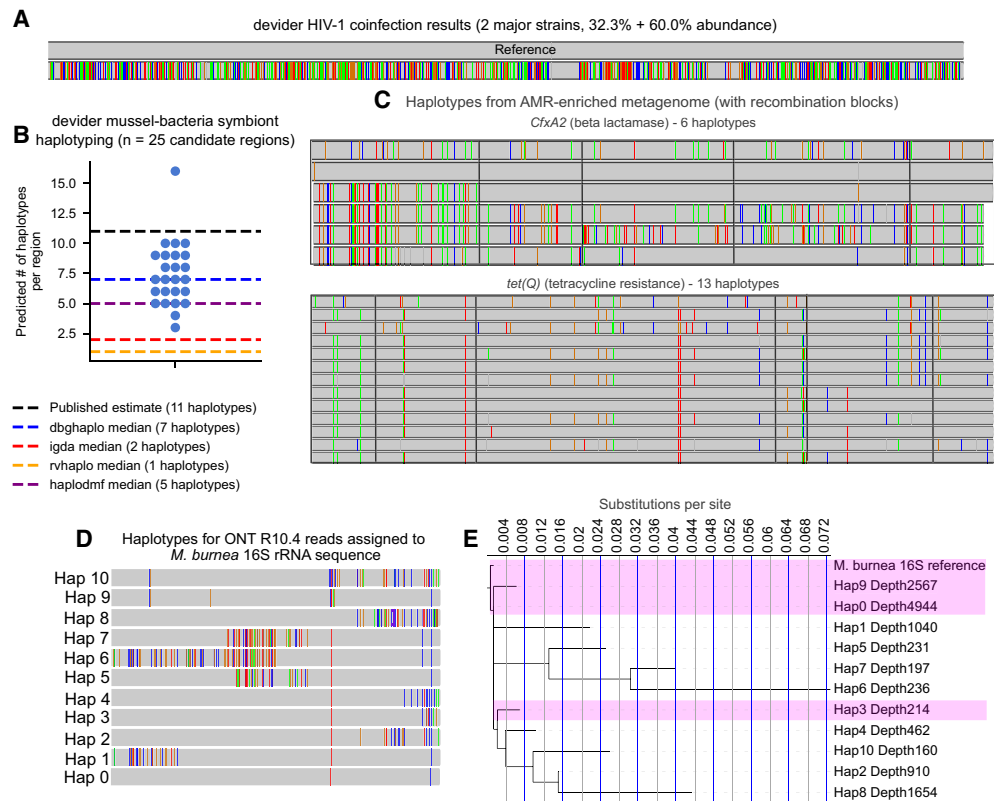 A
devider HIV-1 coinfection results (2 major strains, 32.3% + 60.0% abundance)
Reference
B
devider mussel-bacteria symbiont
haplotyping (n = 25 candidate regions)
Predicted # of haplotypes
per region
15.0
12.5
10.0
7.5
5.0
2.5
Published estimate (11 haplotypes)
dbghaplo median (7 haplotypes)
igda median (2 haplotypes)
rvhaplo median (1 haplotypes)
haplodmf median (5 haplotypes)
C
Haplotypes from AMR-enriched metagenome (with recombination blocks)
CfxA2 (beta lactamase) - 6 haplotypes
tet(Q) (tetracycline resistance) - 13 haplotypes
D
Haplotypes for ONT R10.4 reads assigned to
M. burnea 16S rRNA sequence
Hap 10
Hap 9
Hap 8
Hap 7
Hap 6
Hap 5
Hap 4
Hap 3
Hap 2
Hap 1
Hap 0
E
Substitutions per site
0.004
0.008
0.012
0.016
0.02
0.024
0.028
0.032
0.036
0.04
0.044
0.048
0.052
0.056
0.06
0.064
0.068
0.072
M. burnea 16S reference
Hap9 Depth2567
Hap0 Depth4944
Hap1 Depth1040
Hap5 Depth231
Hap7 Depth197
Hap6 Depth236
Hap3 Depth214
Hap4 Depth462
Hap10 Depth160
Hap2 Depth910
Hap8 Depth1654